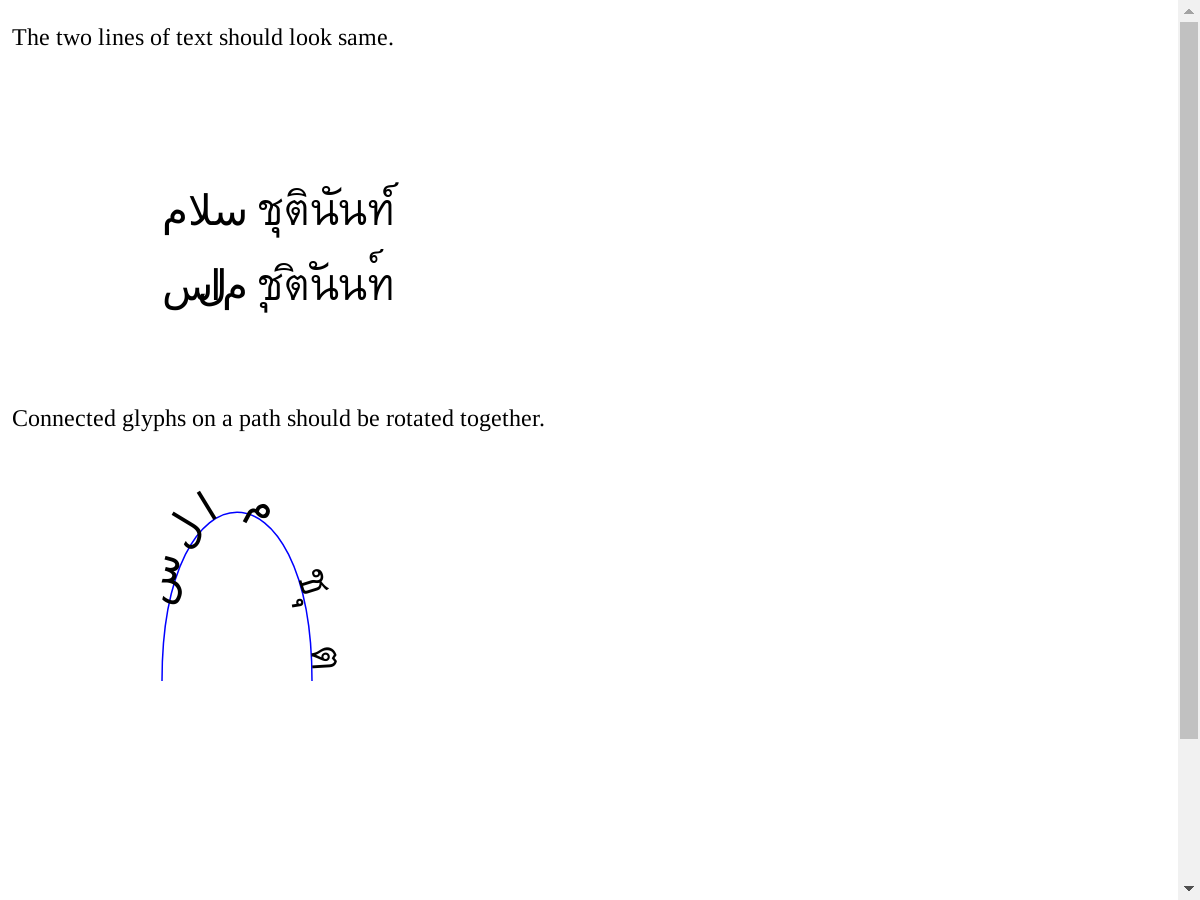 The two lines of text should look same.
سلام ชุตินันท์
سلام ชุตินันท์
Connected glyphs on a path should be rotated together.
سلام ชุต